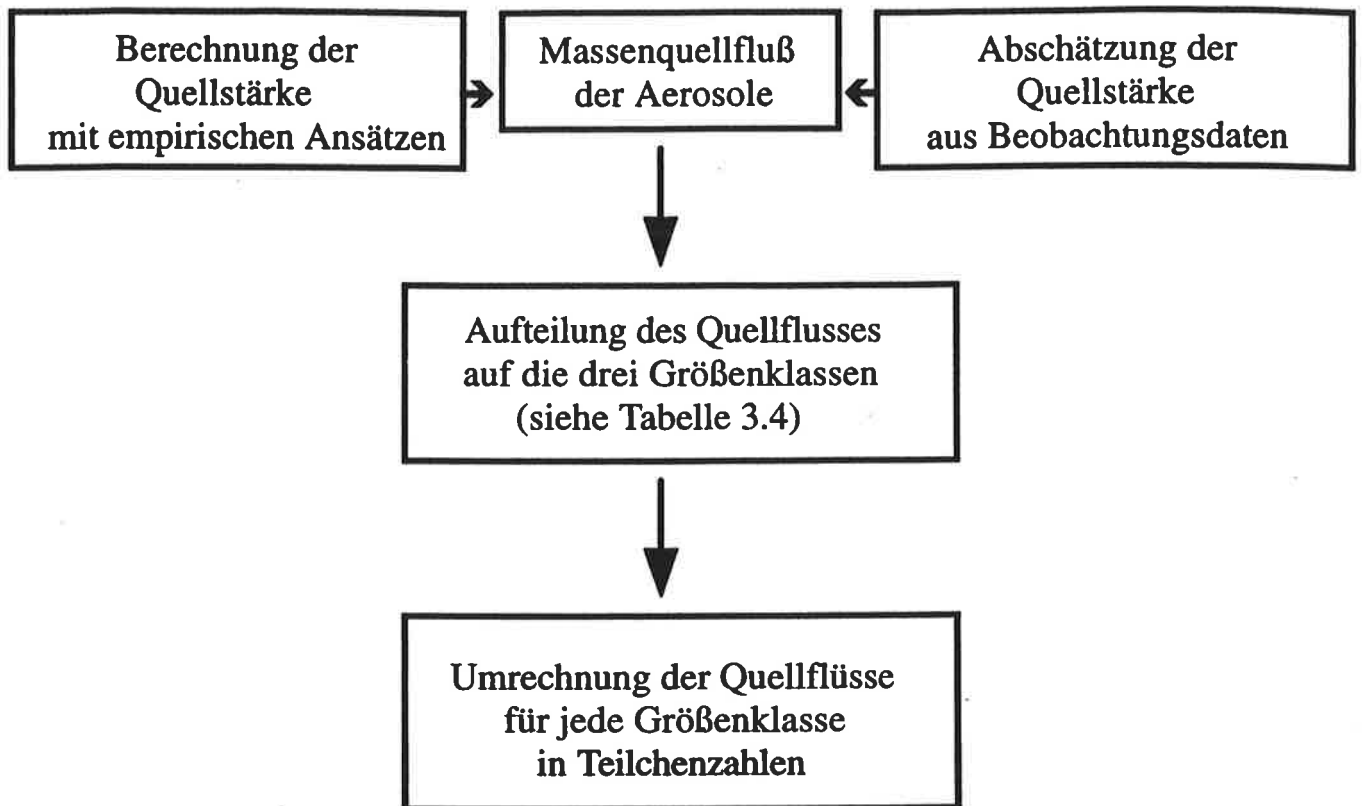 Berechnung der
Quellstärke
mit empirischen Ansätzen
Massenquellfluß
der Aerosole
Abschätzung der
Quellstärke
aus Beobachtungsdaten
Aufteilung des Quellflusses
auf die drei Größenklassen
(siehe Tabelle 3.4)
Umrechnung der Quellflüsse
für jede Größenklasse
in Teilchenzahlen